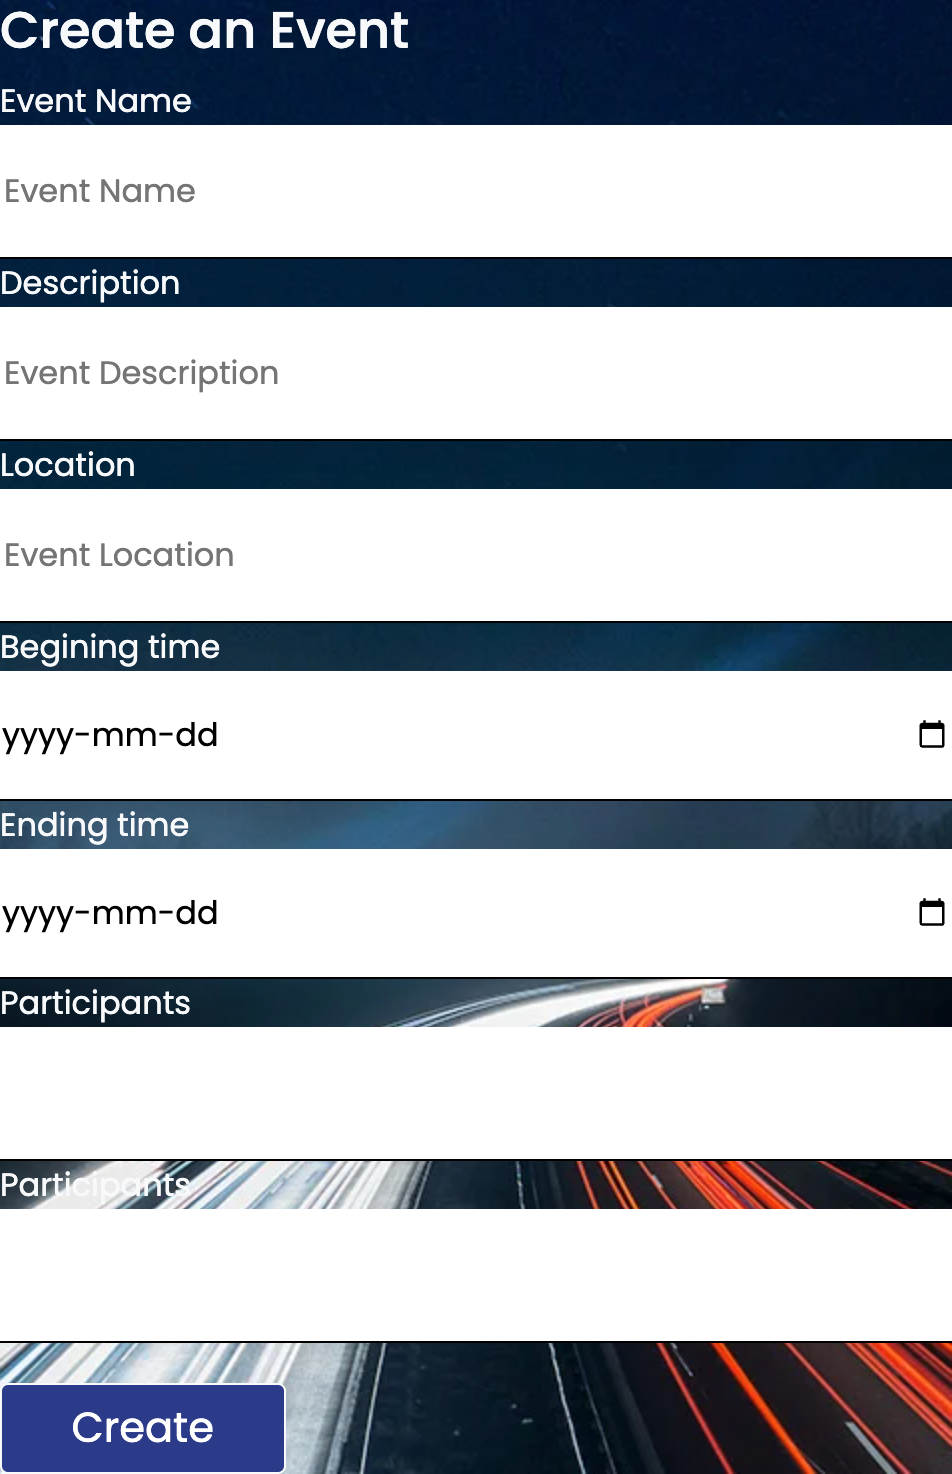 Create an Event
Event Name
Event Name
Description
Event Description
Location
Event Location
Begining time
yyyy-mm-dd
Ending time
yyyy-mm-dd
Participants
Participants
Create